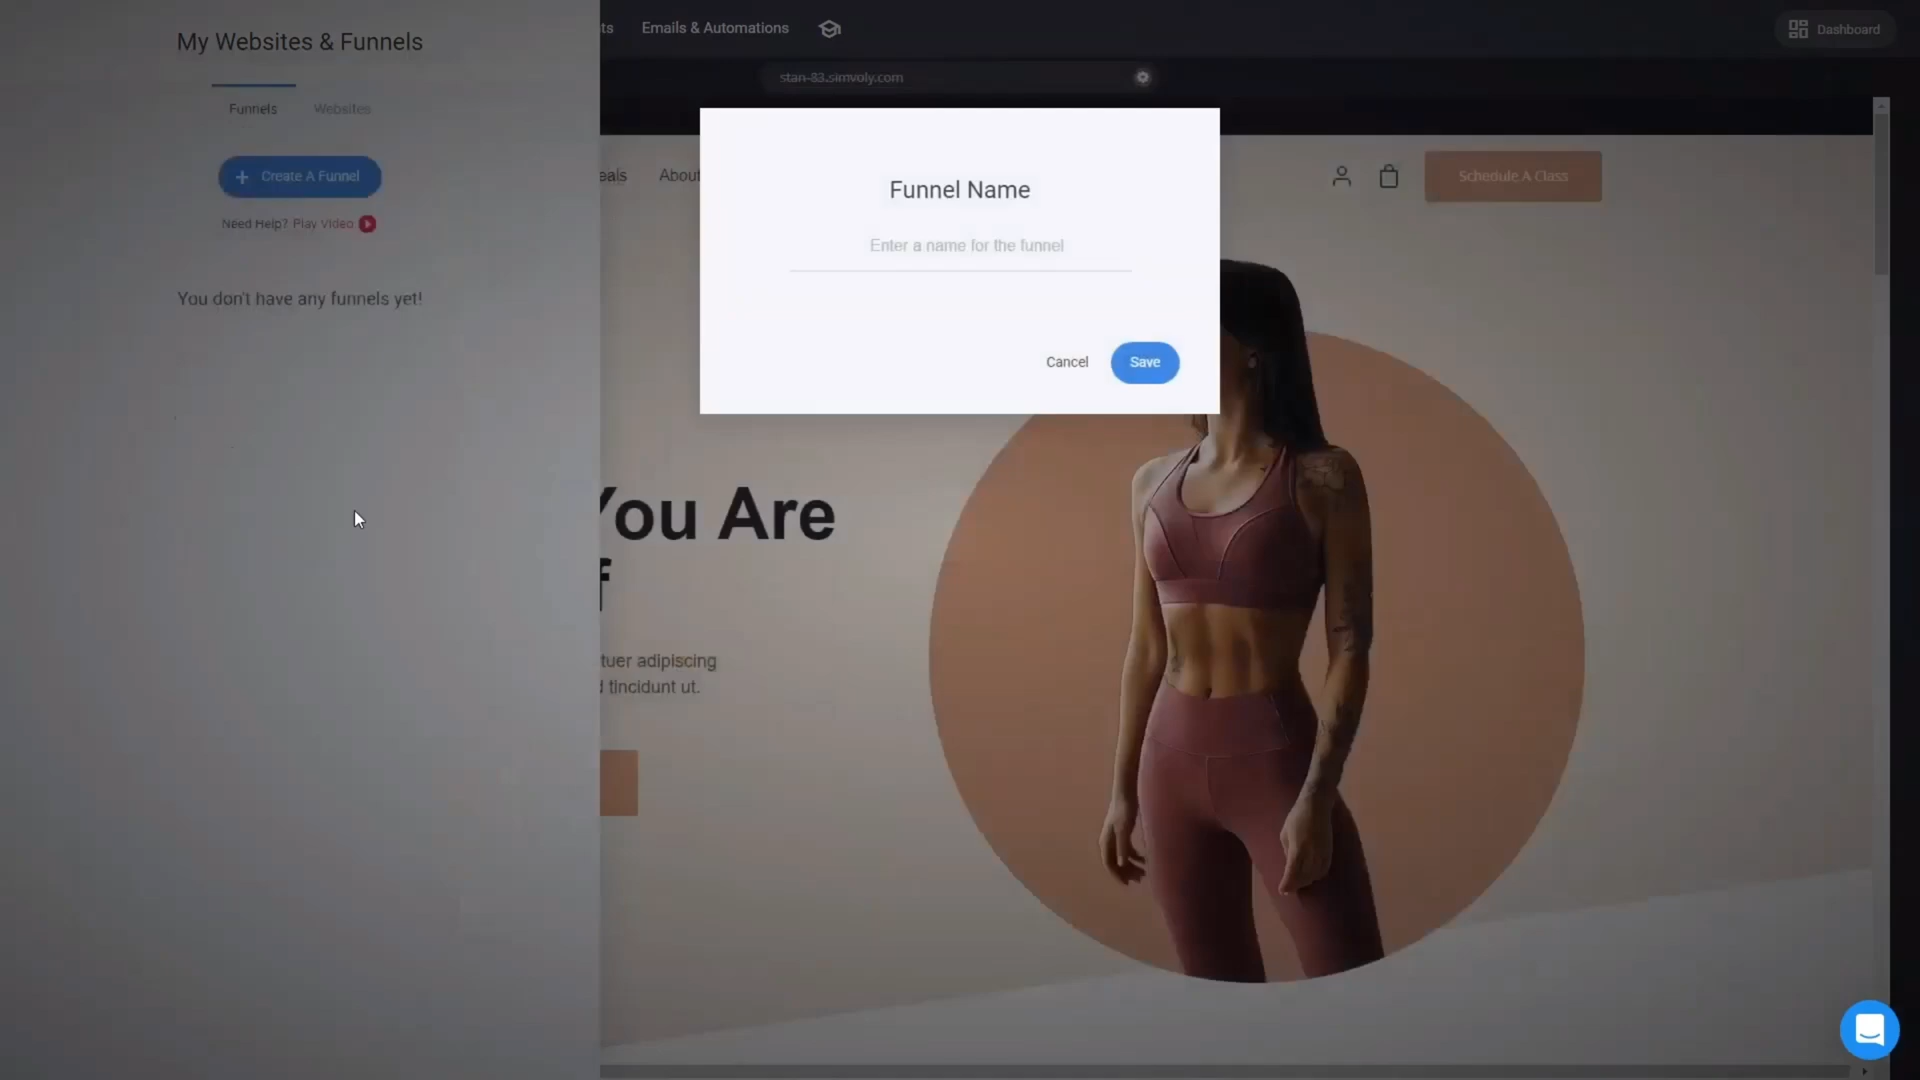 My Websites & Funnels
ts
Emails & Automations
Dashboard
stan-83.simvoly.com
Funnels
Websites
+ Create A Funnel
Need Help? Play Video
You don't have any funnels yet!
eals
About
Schedule A Class
Funnel Name
Enter a name for the funnel
Cancel
Save
You Are
f
tuer adipiscing
d tincidunt ut.